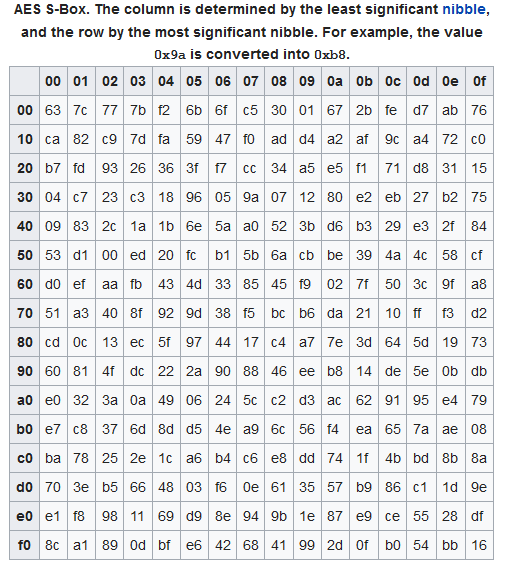 AES S-Box. The column is determined by the least significant nibble,
and the row by the most significant nibble. For example, the value
0x9a is converted into 0xb8.
00 01 02 03 04 05 06 07 08 09 0a 0b 0c 0d 0e 0f
00 63 7c 77 7b f2 6b 6f c5 30 01 67 2b fe d7 ab 76
10 ca 82 c9 7d fa 59 47 f0 ad d4 a2 af 9c a4 72 c0
20 b7 fd 93 26 36 3f f7 cc 34 a5 e5 f1 71 d8 31 15
30 04 c7 23 c3 18 96 05 9a 07 12 80 e2 eb 27 b2 75
40 09 83 2c 1a 1b 6e 5a a0 52 3b d6 b3 29 e3 2f 84
50 53 d1 00 ed 20 fc b1 5b 6a cb be 39 4a 4c 58 cf
60 d0 ef aa fb 43 4d 33 85 45 f9 02 7f 50 3c 9f a8
70 51 a3 40 8f 92 9d 38 f5 bc b6 da 21 10 ff f3 d2
80 cd 0c 13 ec 5f 97 44 17 c4 a7 7e 3d 64 5d 19 73
90 60 81 4f dc 22 2a 90 88 46 ee b8 14 de 5e 0b db
a0 e0 32 3a 0a 49 06 24 5c c2 d3 ac 62 91 95 e4 79
b0 e7 c8 37 6d 8d d5 4e a9 6c 56 f4 ea 65 7a ae 08
c0 ba 78 25 2e 1c a6 b4 c6 e8 dd 74 1f 4b bd 8b 8a
d0 70 3e b5 66 48 03 f6 0e 61 35 57 b9 86 c1 1d 9e
e0 e1 f8 98 11 69 d9 8e 94 9b 1e 87 e9 ce 55 28 df
f0 8c a1 89 0d bf e6 42 68 41 99 2d 0f b0 54 bb 16